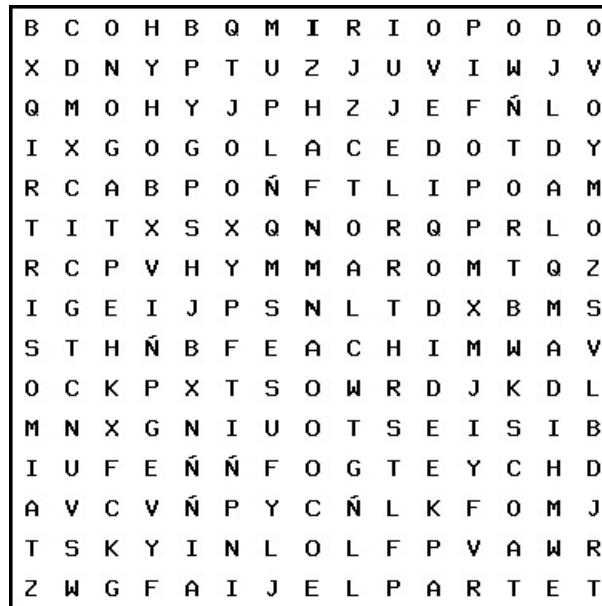 B C O H B Q M I R I O P O D O
X D N Y P T U Z J U V I W J V
Q M O H Y J P H Z J E F Ñ L O
I X G O G O L A C E D O T D Y
R C A B P O Ñ F T L I P O A M
T I T X S X Q N O R Q P R L O
R C P V H Y M M A R O M T Q Z
I G E I J P S N L T D X B M S
S T H Ñ B F E A C H I M W A V
O C K P X T S O W R D J K D L
M N X G N I U O T S E I S I B
I U F E Ñ Ñ F O G T E Y C H D
A V C V Ñ P Y C Ñ L K F O M J
T S K Y I N L O L F P V A W R
Z W G F A I J E L P A R T E T